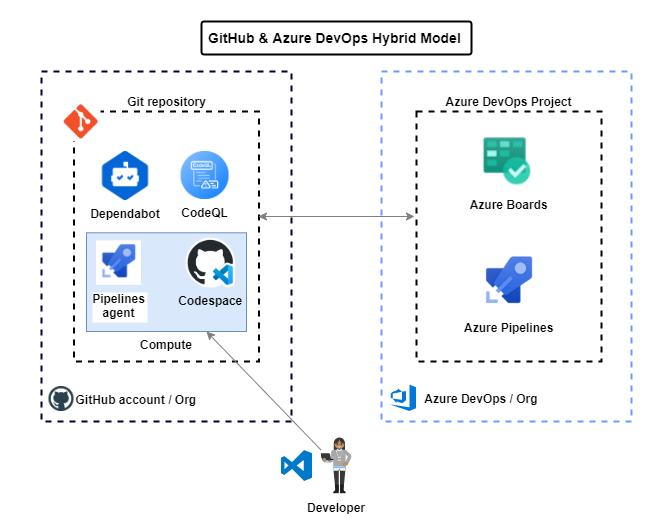 GitHub & Azure DevOps Hybrid Model
Git repository
Dependabot
CodeQL
CodeQL
Pipelines
agent
Codespace
Compute
GitHub account / Org
Azure DevOps Project
Azure Boards
Azure Pipelines
Azure DevOps / Org
Developer